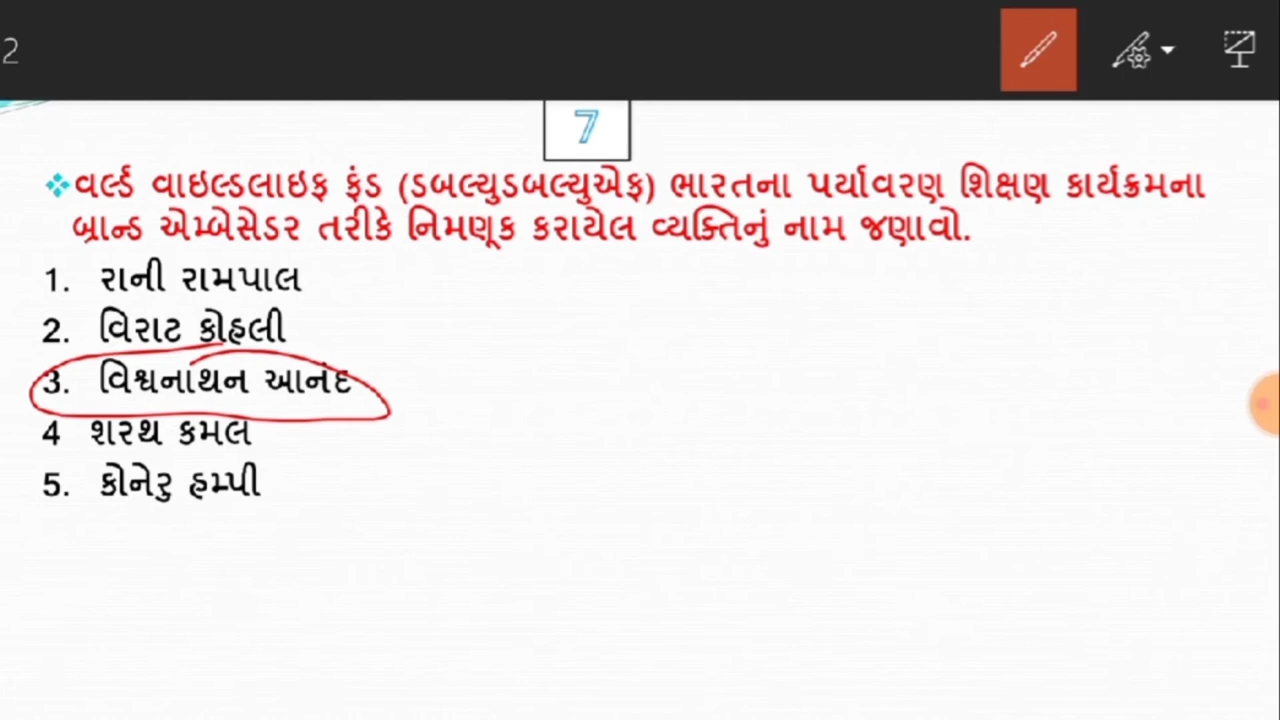 2
7
❖વર્લ્ડ વાઇલ્ડલાઇફ ફંડ (ડબલ્યુડબલ્યુએફ) ભારતના પર્યાવરણ શિક્ષણ કાર્યક્રમના
બ્રાન્ડ એમ્બેસેડર તરીકે નિમણૂક કરાયેલ વ્યક્તિનું નામ જણાવો.
1. રાની રામપાલ
2. વિરાટ કોહલી
3. વિશ્વનાથન આનંદ
4 શરથ કમલ
5. કોનેરુ હમ્પી